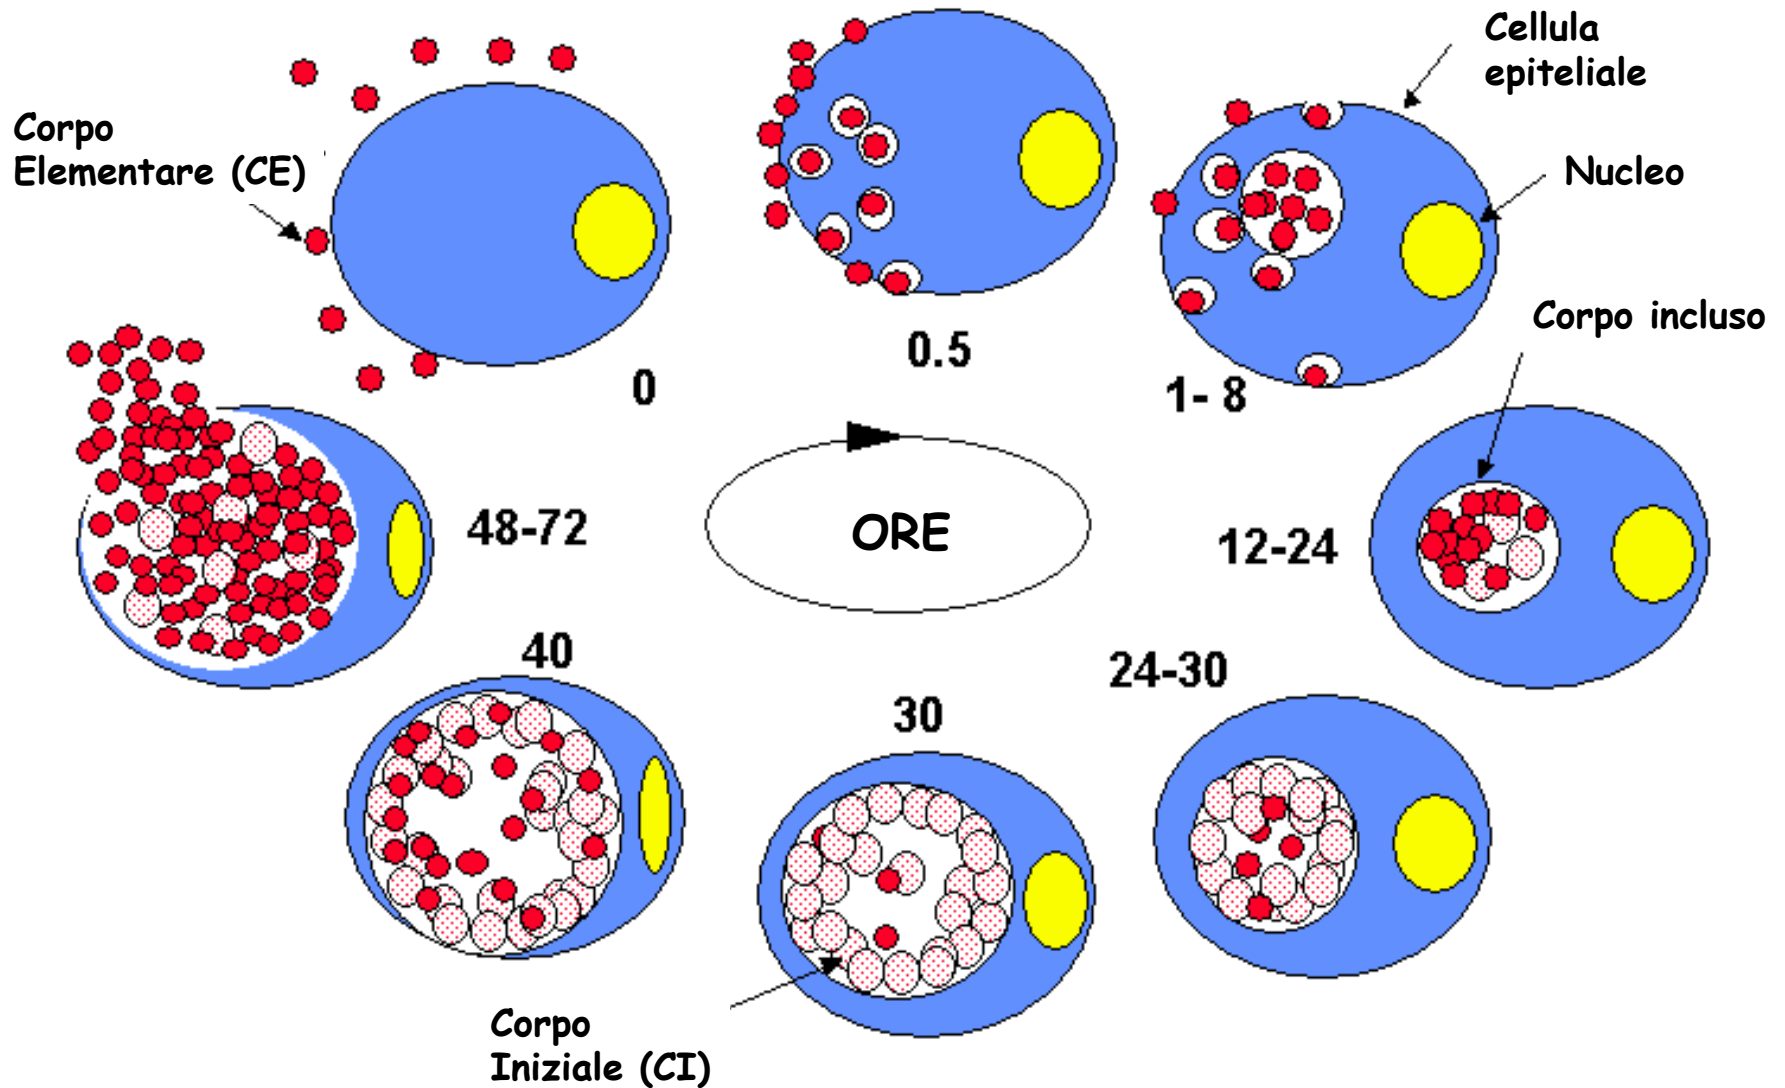 Cellula
epiteliale
Corpo
Elementare (CE)
Nucleo
Corpo incluso
0
0.5
1- 8
48-72
ORE
12-24
40
24-30
30
Corpo
Iniziale (CI)